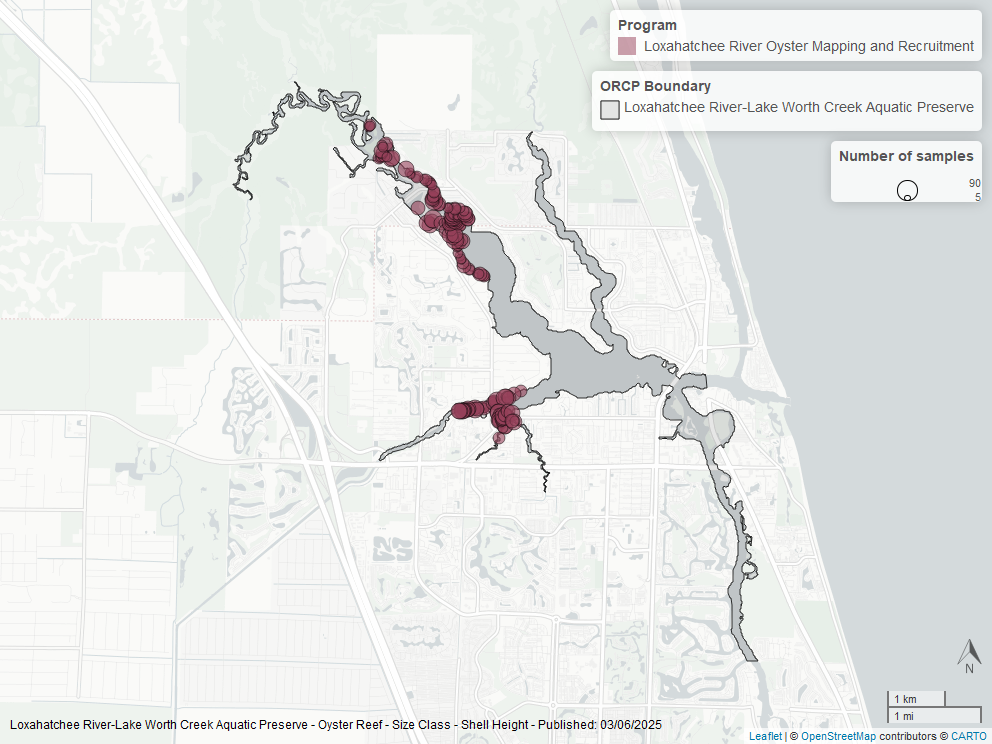 Program
Loxahatchee River Oyster Mapping and Recruitment
ORCP Boundary
Loxahatchee River-Lake Worth Creek Aquatic Preserve
Number of samples
90
5
N
1 km
1 mi
Loxahatchee River-Lake Worth Creek Aquatic Preserve - Oyster Reef - Size Class - Shell Height - Published: 03/06/2025
Leaflet | © OpenStreetMap contributors © CARTO